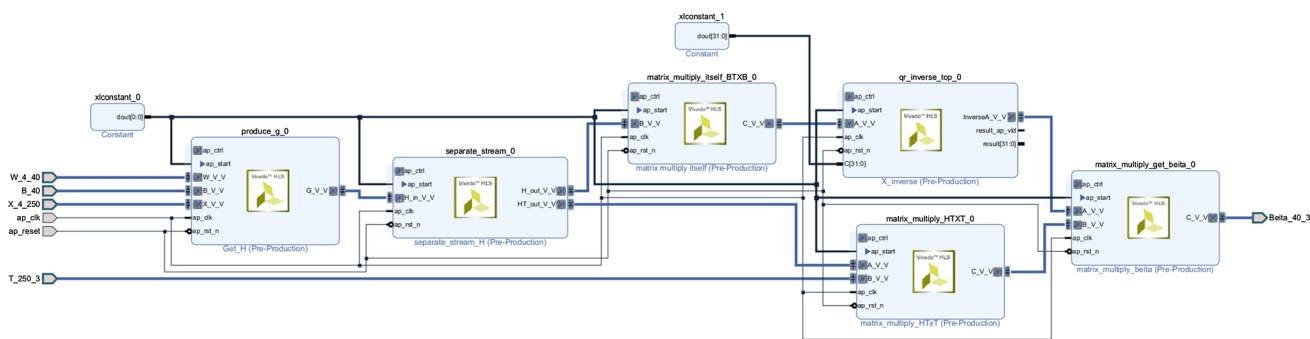 xlconstant_1
dout[31:0]
Constant
xlconstant_0
dout[0:0]
Constant
produce_g_0
ap_ctrl
ap_start
W_V_V
B_V_V
X_V_V
ap_clk
ap_rst_n
Vivado™ HLS
G_V_V
Get_H (Pre-Production)
W_4_40
B_40
X_4_250
ap_clk
ap_reset
T_250_3
separate_stream_0
ap_ctrl
ap_start
H_in_V_V
ap_clk
ap_rst_n
Vivado™ HLS
H_out_V_V
HT_out_V_V
separate_stream_H (Pre-Production)
matrix_multiply_itself_BTXB_0
ap_ctrl
ap_start
B_V_V
ap_clk
ap_rst_n
Vivado™ HLS
C_V_V
matrix multiply itself (Pre-Production)
qr_inverse_top_0
ap_ctrl
ap_start
A_V_V
ap_clk
ap_rst_n
C[31:0]
Vivado™ HLS
InverseA_V_V
result_ap_vld
result[31:0]
X_inverse (Pre-Production)
matrix_multiply_HTXT_0
ap_ctrl
ap_start
A_V_V
B_V_V
ap_clk
ap_rst_n
Vivado™ HLS
C_V_V
matrix_multiply_HTxT (Pre-Production)
matrix_multiply_get_beita_0
ap_ctrl
ap_start
A_V_V
B_V_V
ap_clk
ap_rst_n
Vivado™ HLS
C_V_V
matrix_multiply_beita (Pre-Production)
Beita_40_3